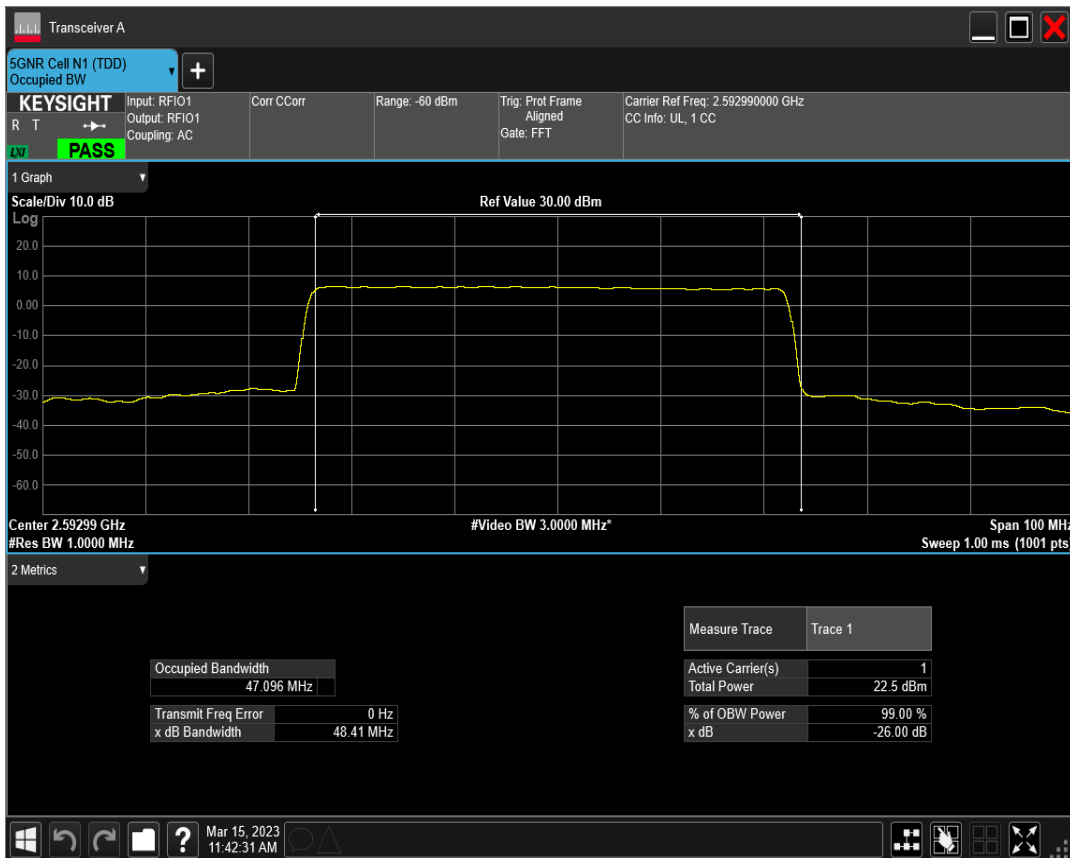 Transceiver A
5GNR Cell N1 (TDD)
Occupied BW
KEYSIGHT
R T
LXI
PASS
Input: RFIO1
Output: RFIO1
Coupling: AC
Corr CCorr
Range: -60 dBm
Trig: Prot Frame
Aligned
Gate: FFT
Carrier Ref Freq: 2.592990000 GHz
CC Info: UL, 1 CC
1 Graph
Scale/Div 10.0 dB
Ref Value 30.00 dBm
Log
20.0
10.0
0.00
-10.0
-20.0
-30.0
-40.0
-50.0
-60.0
Center 2.59299 GHz
#Video BW 3.0000 MHz*
Span 100 MHz
#Res BW 1.0000 MHz
Sweep 1.00 ms (1001 pts)
2 Metrics
Measure Trace Trace 1
Occupied Bandwidth
47.096 MHz
Active Carrier(s) 1
Total Power 22.5 dBm
Transmit Freq Error 0 Hz
x dB Bandwidth 48.41 MHz
% of OBW Power 99.00 %
x dB -26.00 dB
?
Mar 15, 2023
11:42:31 AM